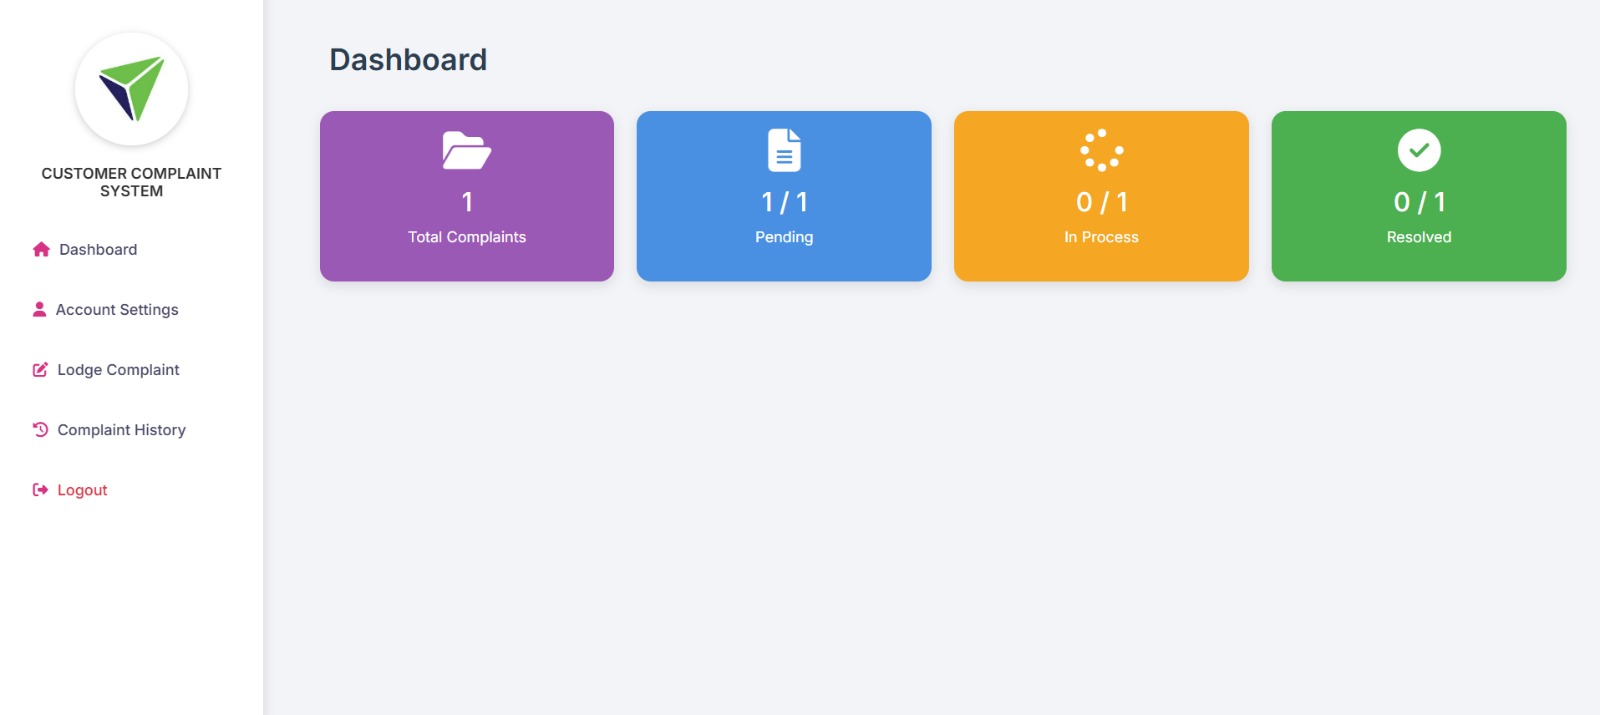 CUSTOMER COMPLAINT
SYSTEM
Dashboard
Account Settings
Lodge Complaint
Complaint History
Logout
Dashboard
1
Total Complaints
1 / 1
Pending
0 / 1
In Process
0 / 1
Resolved